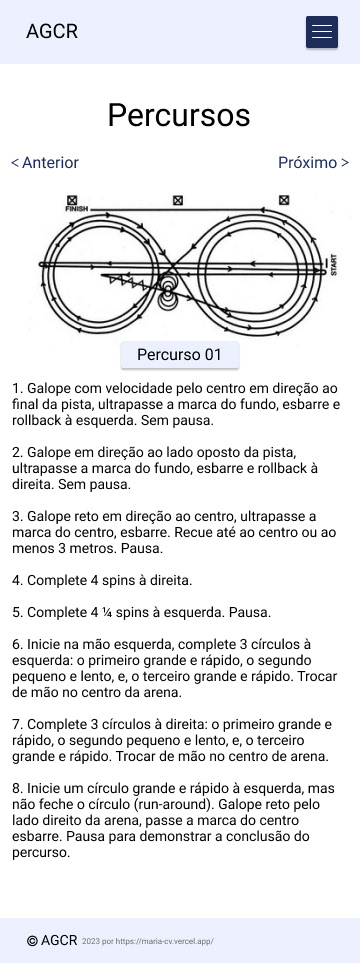 AGCR
Percursos
< Anterior
Próximo >
FINISH
START
Percurso 01
1. Galope com velocidade pelo centro em direção ao
final da pista, ultrapasse a marca do fundo, esbarre e
rollback à esquerda. Sem pausa.
2. Galope em direção ao lado oposto da pista,
ultrapasse a marca do fundo, esbarre e rollback à
direita. Sem pausa.
3. Galope reto em direção ao centro, ultrapasse a
marca do centro, esbarre. Recue até ao centro ou ao
menos 3 metros. Pausa.
4. Complete 4 spins à direita.
5. Complete 4 ¼ spins à esquerda. Pausa.
6. Inicie na mão esquerda, complete 3 círculos à
esquerda: o primeiro grande e rápido, o segundo
pequeno e lento, e, o terceiro grande e rápido. Trocar
de mão no centro da arena.
7. Complete 3 círculos à direita: o primeiro grande e
rápido, o segundo pequeno e lento, e, o terceiro
grande e rápido. Trocar de mão no centro de arena.
8. Inicie um círculo grande e rápido à esquerda, mas
não feche o círculo (run-around). Galope reto pelo
lado direito da arena, passe a marca do centro
esbarre. Pausa para demonstrar a conclusão do
percurso.
© AGCR 2023 por https://maria-cv.vercel.app/